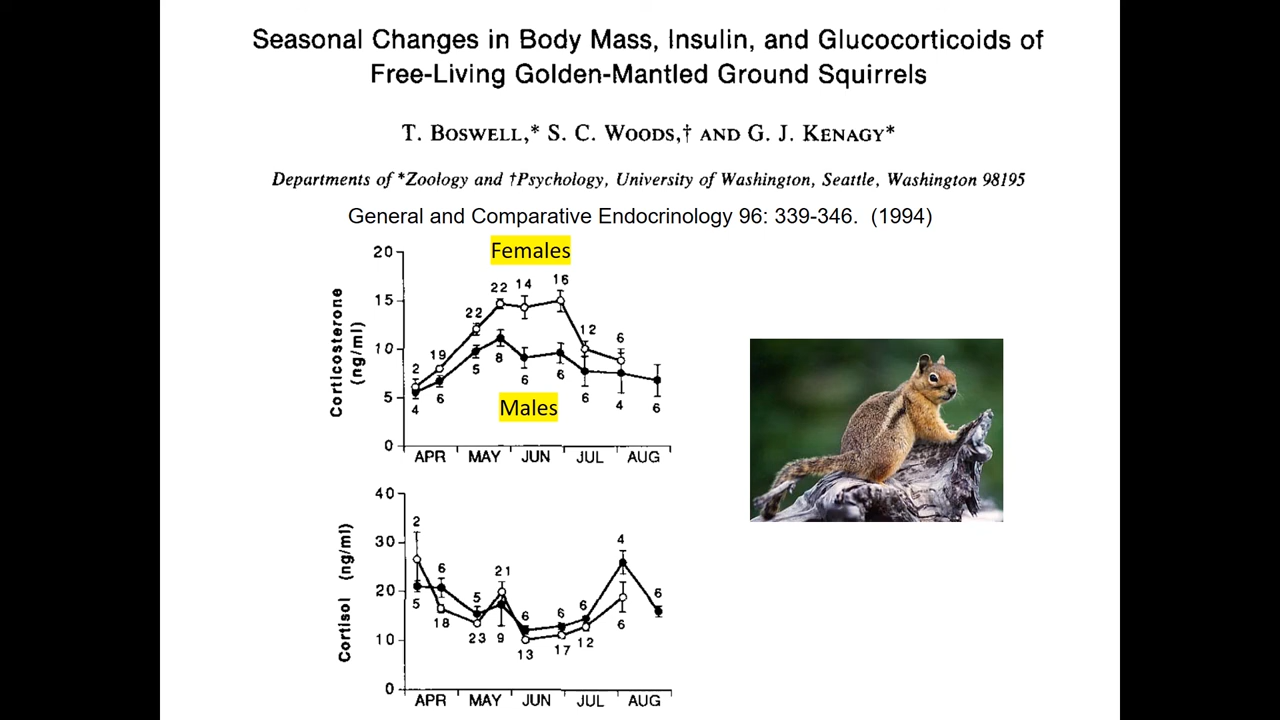 Seasonal Changes in Body Mass, Insulin, and Glucocorticoids of
Free-Living Golden-Mantled Ground Squirrels
T. BOSWELL,* S. C. WOODS,† AND G. J. KENAGY*
Departments of *Zoology and †Psychology, University of Washington, Seattle, Washington 98195
General and Comparative Endocrinology 96: 339-346. (1994)
Females
Corticosterone
(ng/ml)
20
15
10
5
0
2 19 22 22 14 16 12 6
4 6 5 8 6 6 6 4 6
Males
APR MAY JUN JUL AUG
Cortisol (ng/ml)
40
30
20
10
0
2 6 5 21 6 6 6 4 6
5 18 23 9 13 17 12 6
APR MAY JUN JUL AUG